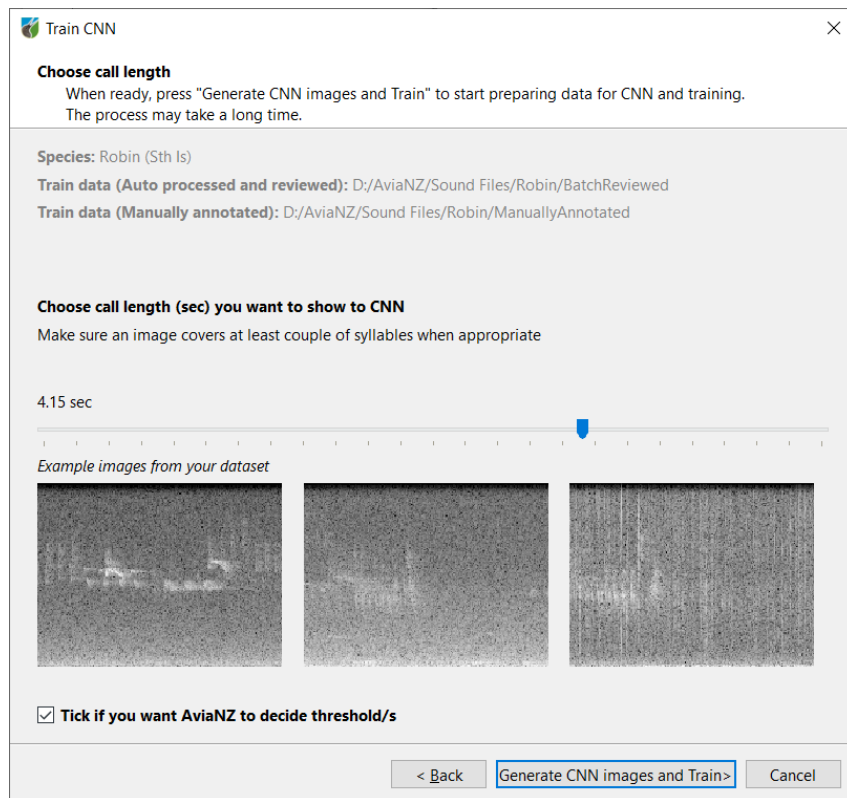 Train CNN
Choose call length
When ready, press "Generate CNN images and Train" to start preparing data for CNN and training.
The process may take a long time.
Species: Robin (Sth Is)
Train data (Auto processed and reviewed): D:/AviaNZ/Sound Files/Robin/BatchReviewed
Train data (Manually annotated): D:/AviaNZ/Sound Files/Robin/ManuallyAnnotated
Choose call length (sec) you want to show to CNN
Make sure an image covers at least couple of syllables when appropriate
4.15 sec
Example images from your dataset
Tick if you want AviaNZ to decide threshold/s
< Back Generate CNN images and Train> Cancel